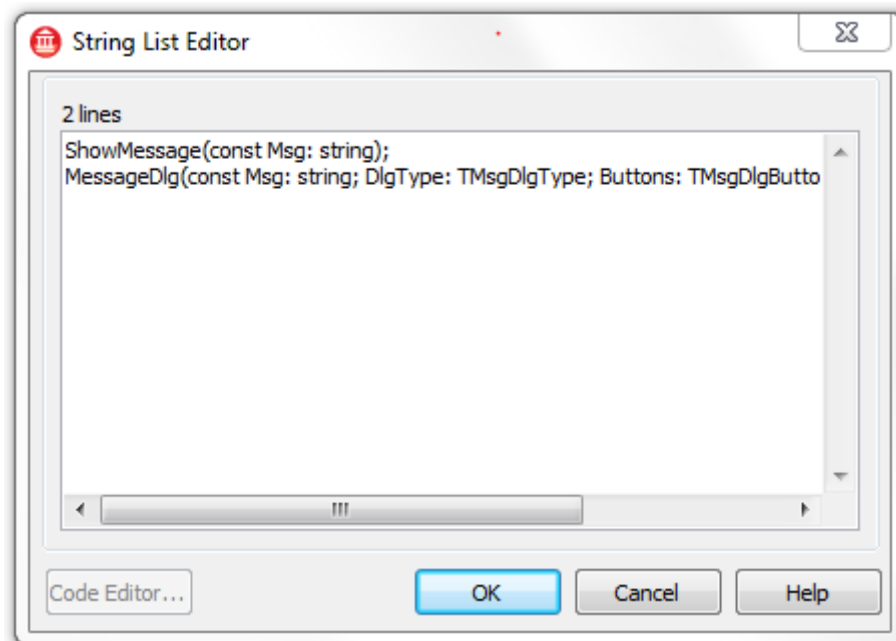 String List Editor
2 lines
ShowMessage(const Msg: string);
MessageDlg(const Msg: string; DlgType: TMsgDlgType; Buttons: TMsgDlgButto
Code Editor...
OK
Cancel
Help